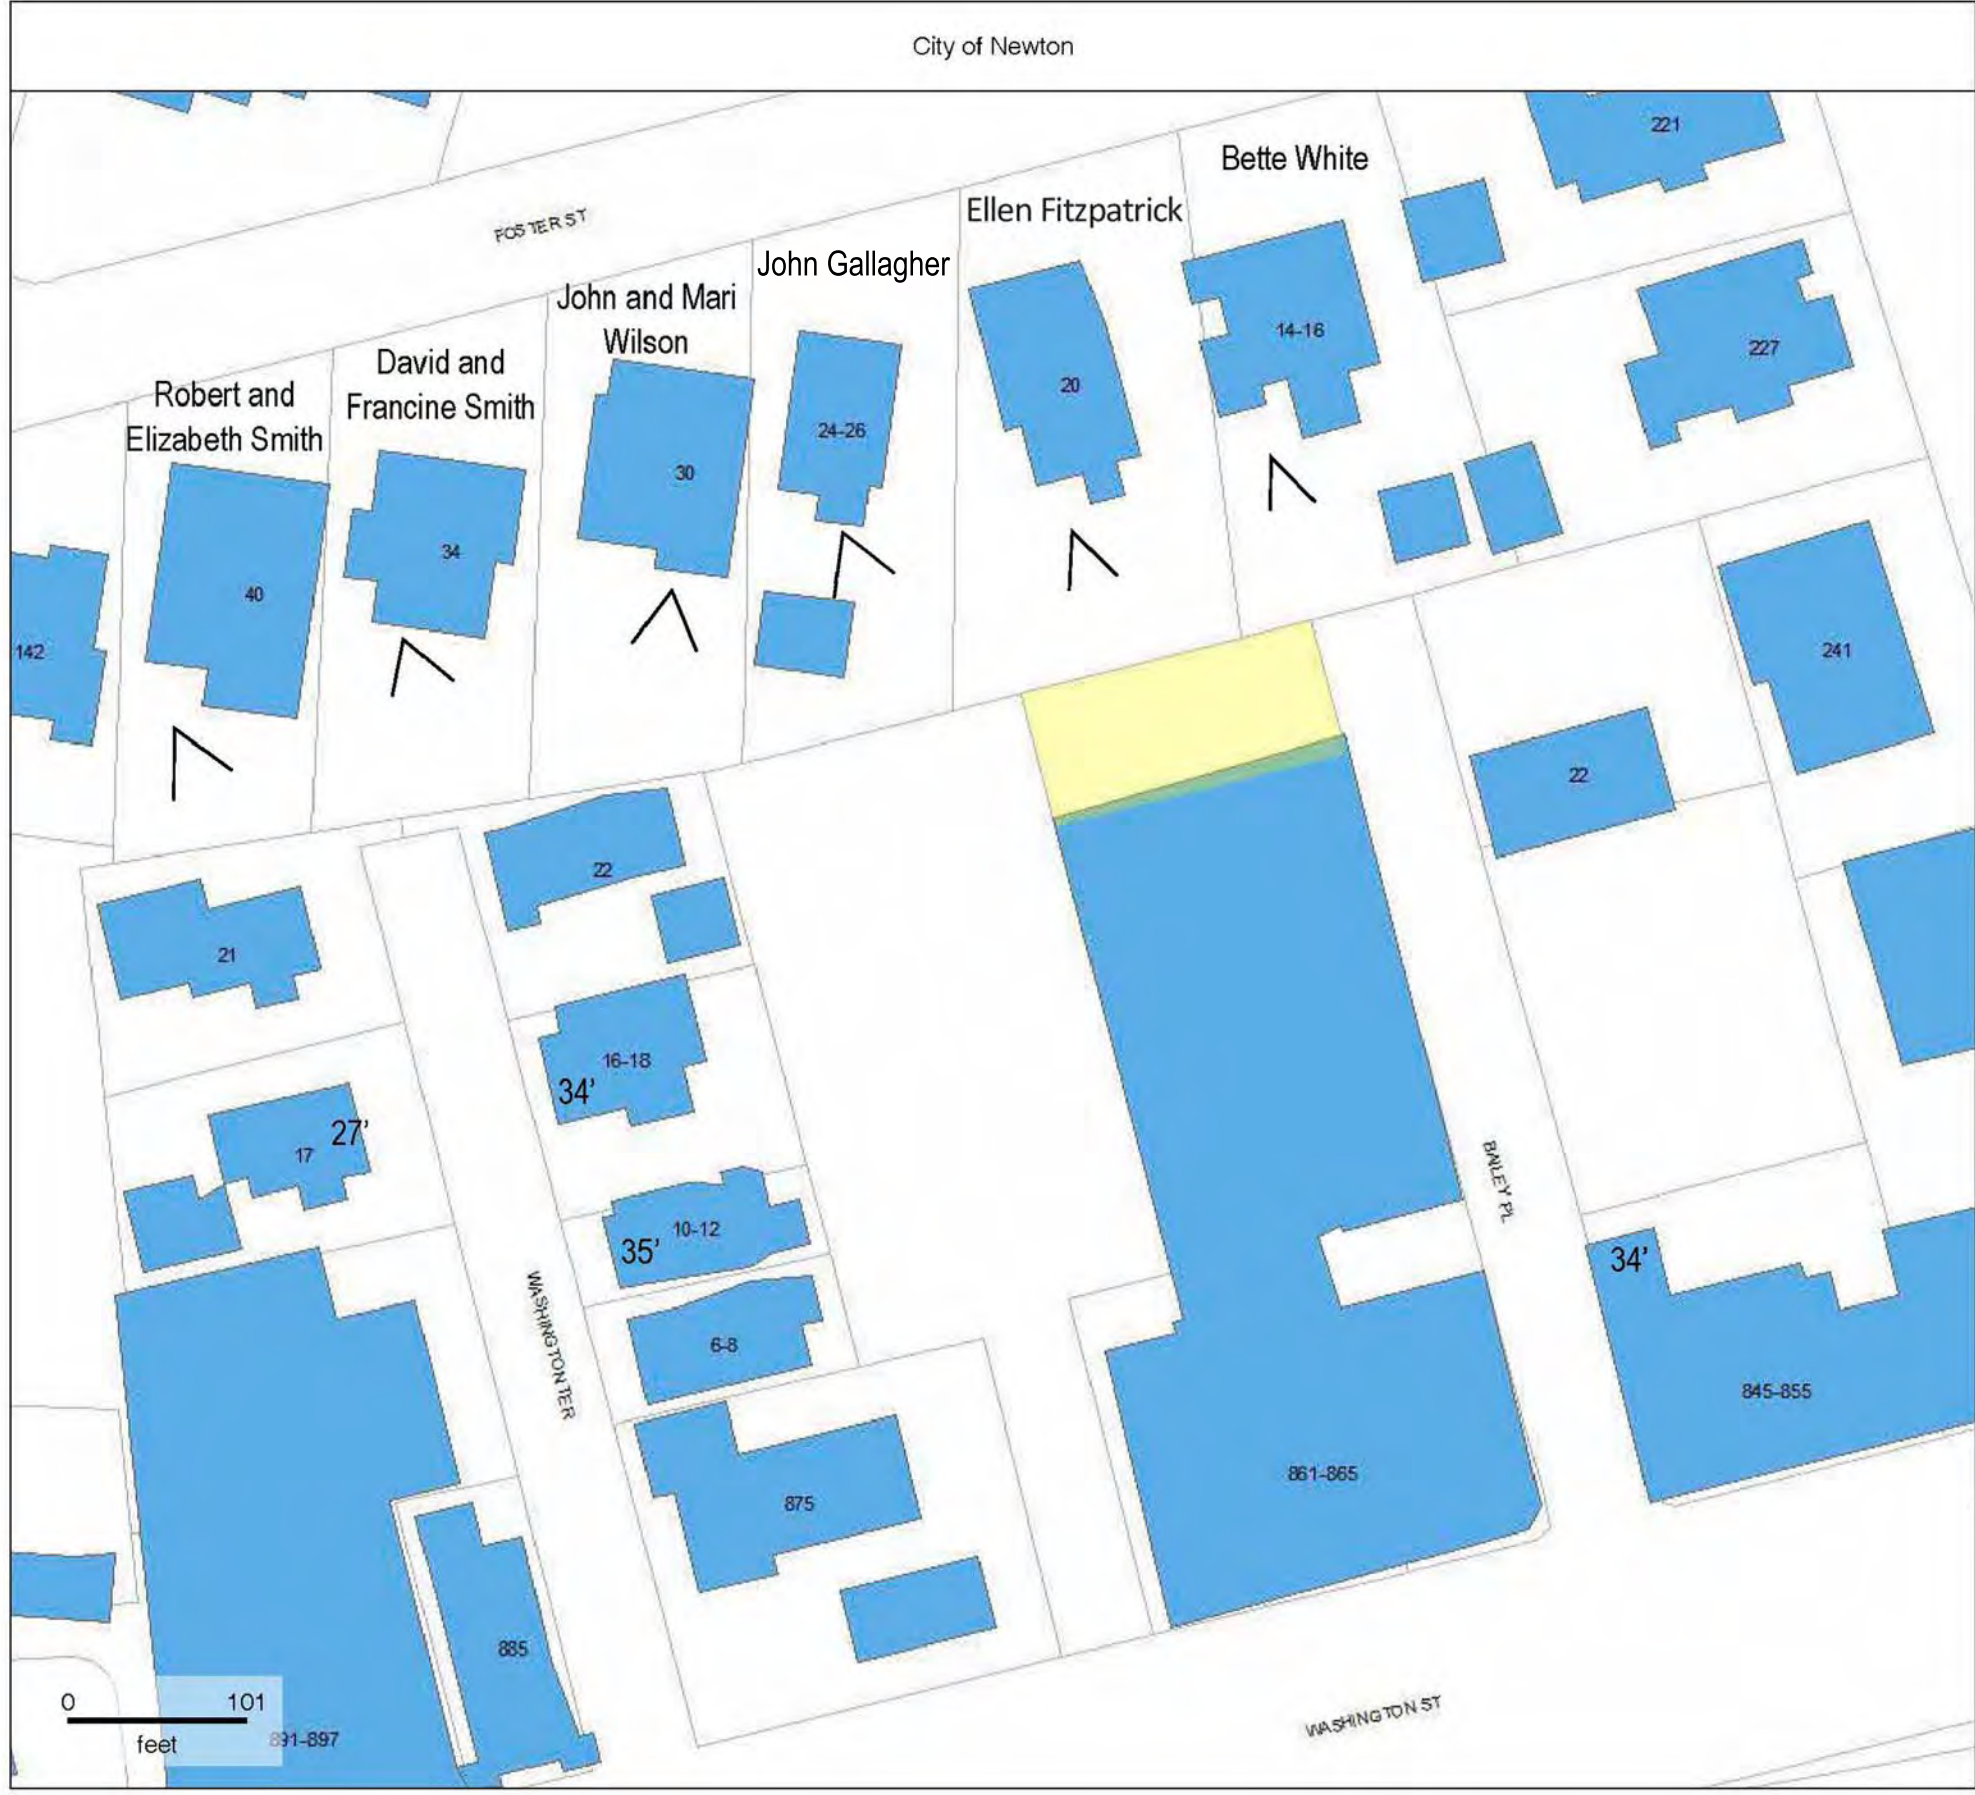 City of Newton
221
Bette White
Ellen Fitzpatrick
FOSTER ST
John Gallagher
John and Mari
Wilson
14-16
227
David and
Francine Smith
20
Robert and
Elizabeth Smith
24-26
30
34
40
142
241
22
22
21
16-18
34'
27'
17
BAILEY PL
10-12
35'
34'
WASHINGTON TER
6-8
845-855
861-865
875
885
0 101
feet
891-897
WASHINGTON ST